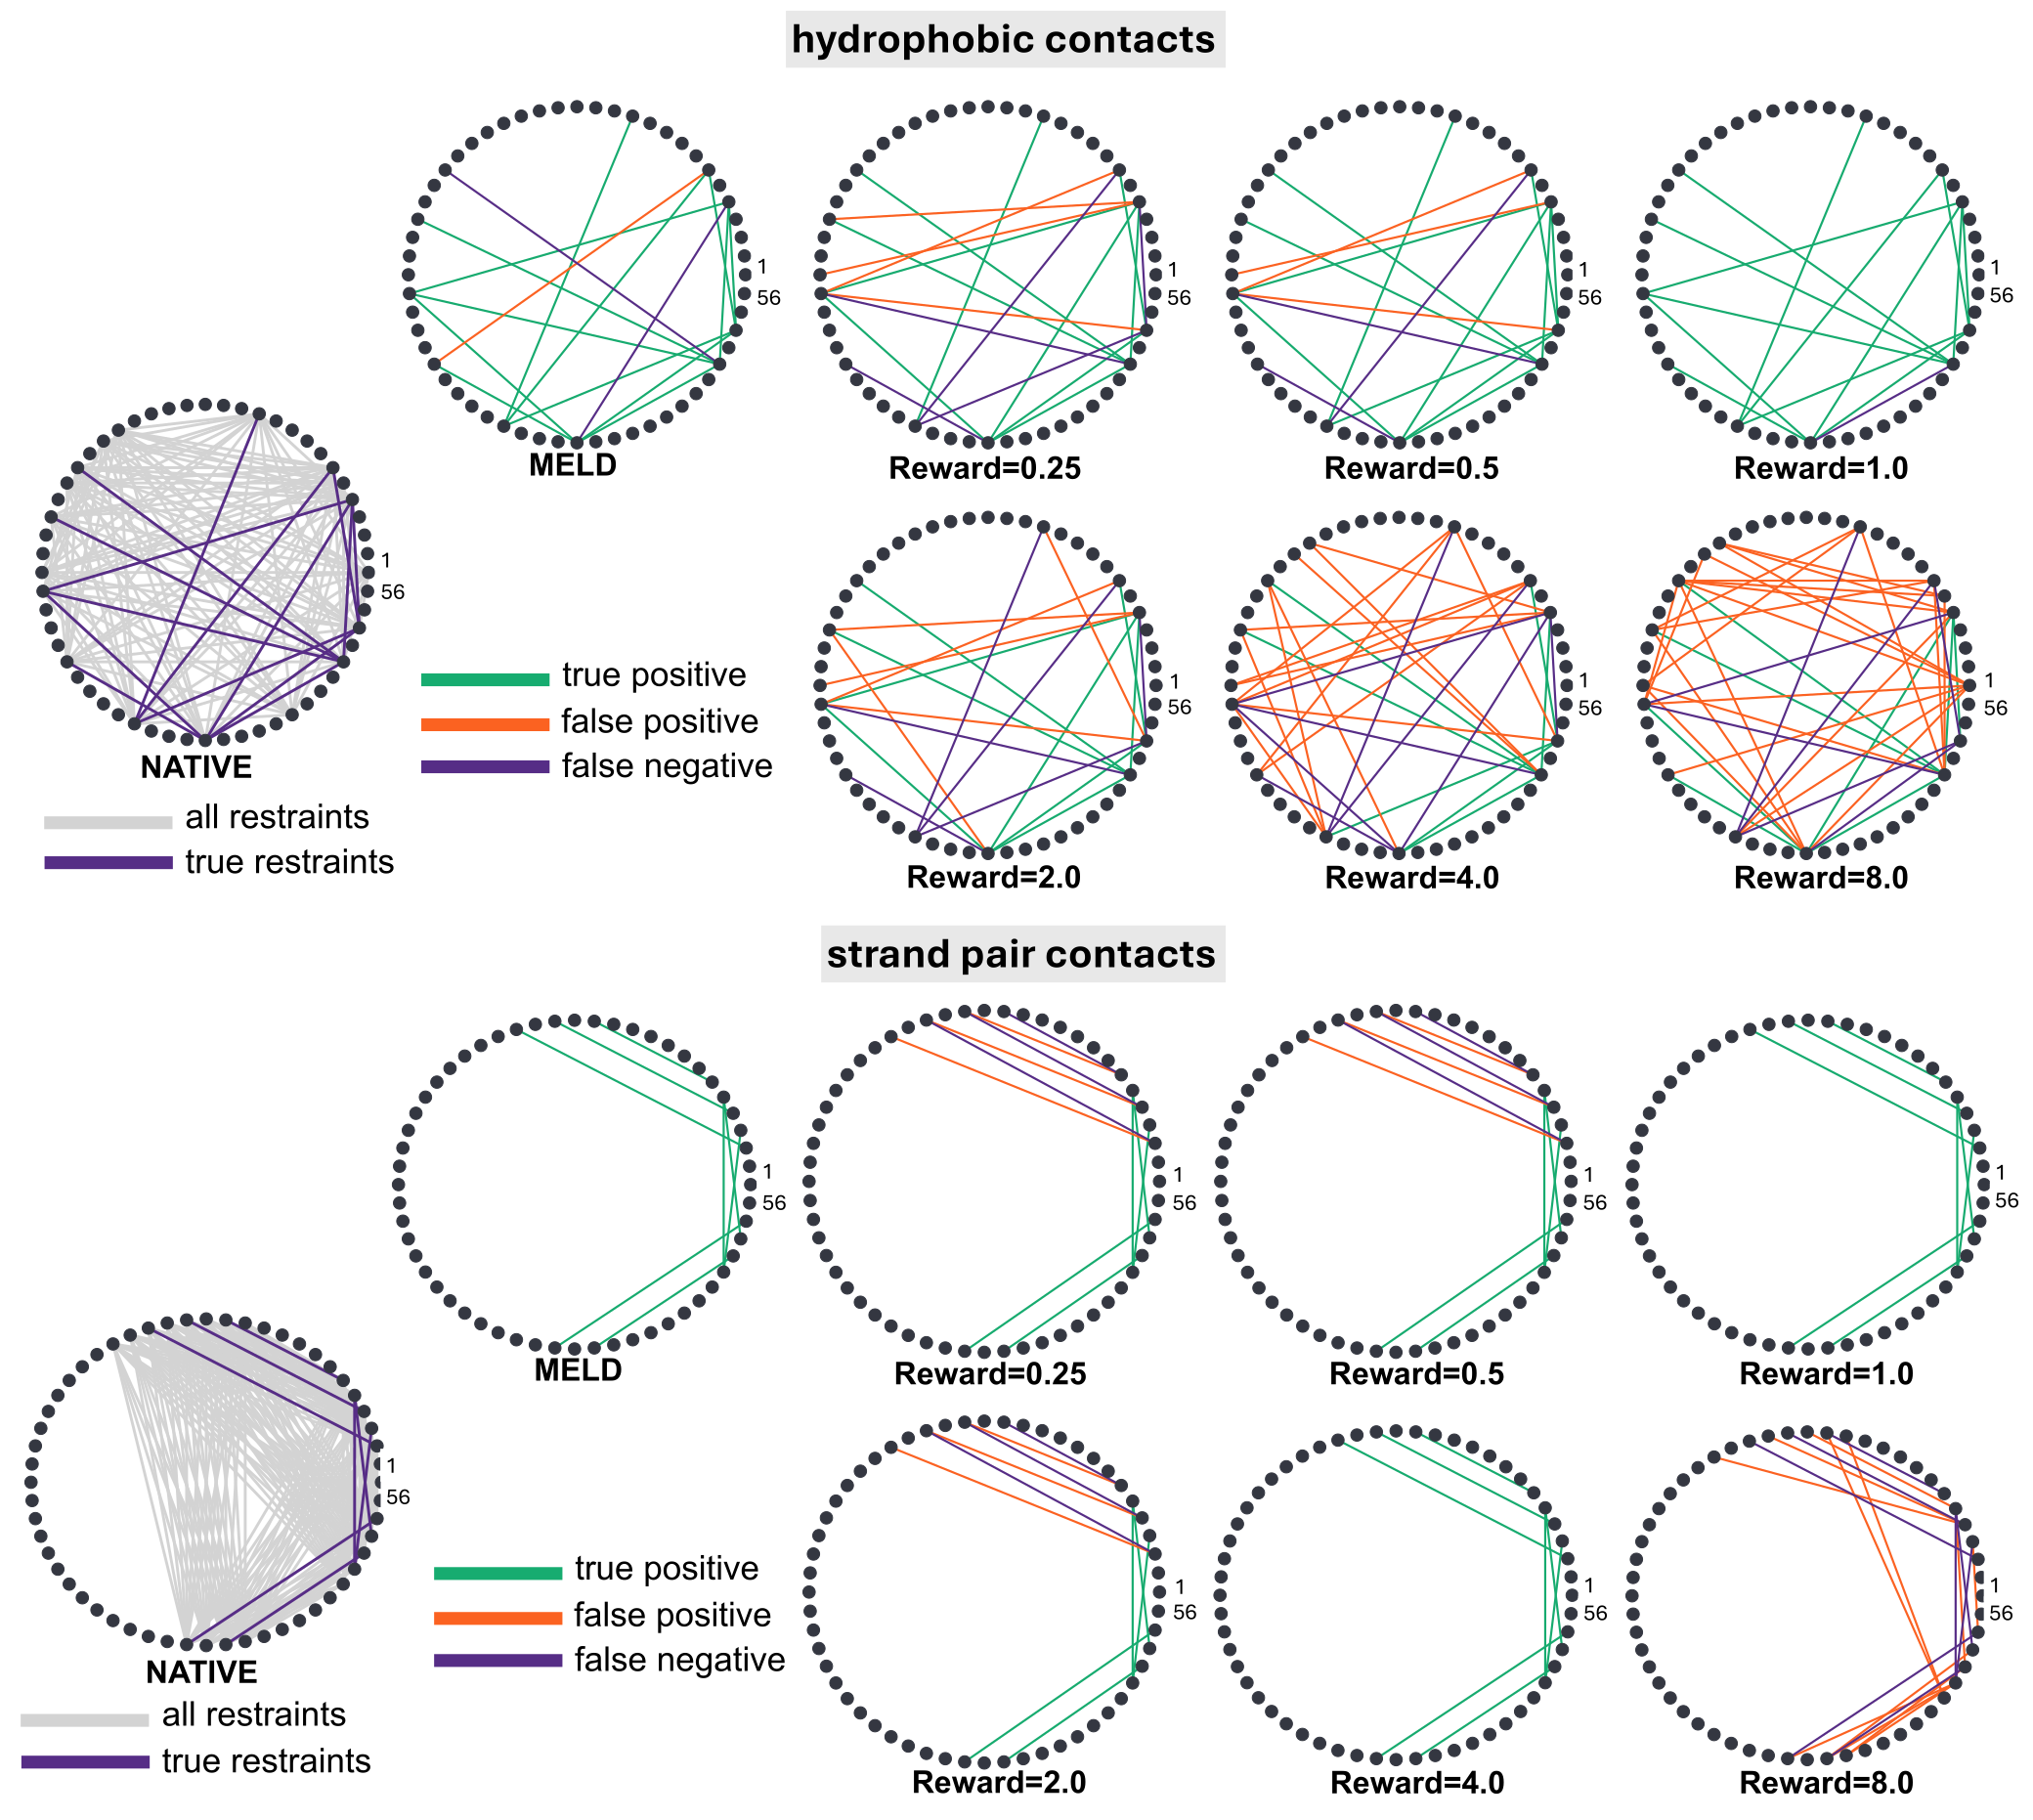 hydrophobic contacts
1
56
MELD
1
56
Reward=0.25
1
56
Reward=0.5
1
56
Reward=1.0
1
56
NATIVE
all restraints
true restraints
true positive
false positive
false negative
1
56
Reward=2.0
1
56
Reward=4.0
1
56
Reward=8.0
strand pair contacts
1
56
MELD
1
56
Reward=0.25
1
56
Reward=0.5
1
56
Reward=1.0
1
56
NATIVE
all restraints
true restraints
true positive
false positive
false negative
1
56
Reward=2.0
1
56
Reward=4.0
1
56
Reward=8.0